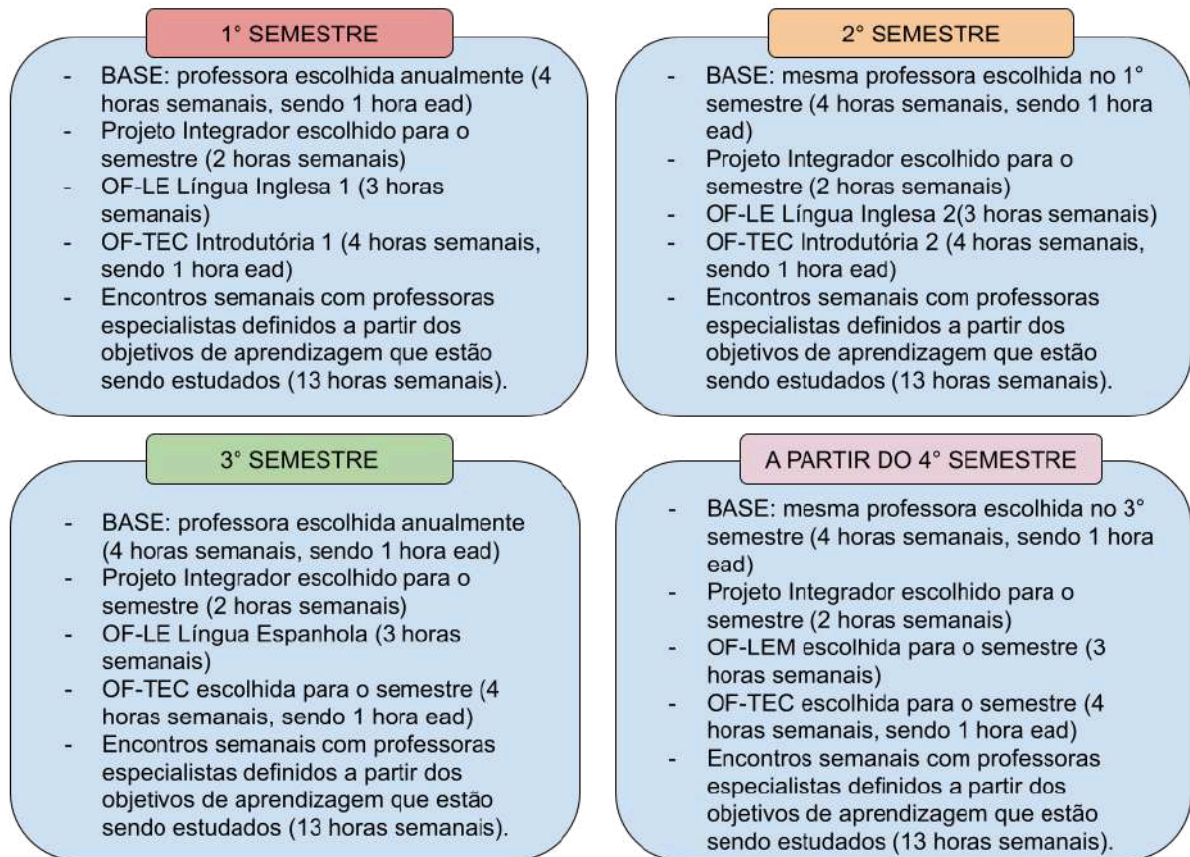 1° SEMESTRE
- BASE: professora escolhida anualmente (4
horas semanais, sendo 1 hora ead)
- Projeto Integrador escolhido para o
semestre (2 horas semanais)
- OF-LE Língua Inglesa 1 (3 horas
semanais)
- OF-TEC Introdutória 1 (4 horas semanais,
sendo 1 hora ead)
- Encontros semanais com professoras
especialistas definidos a partir dos
objetivos de aprendizagem que estão
sendo estudados (13 horas semanais).
2° SEMESTRE
- BASE: mesma professora escolhida no 1°
semestre (4 horas semanais, sendo 1 hora
ead)
- Projeto Integrador escolhido para o
semestre (2 horas semanais)
- OF-LE Língua Inglesa 2(3 horas semanais)
- OF-TEC Introdutória 2 (4 horas semanais,
sendo 1 hora ead)
- Encontros semanais com professoras
especialistas definidos a partir dos
objetivos de aprendizagem que estão
sendo estudados (13 horas semanais).
3° SEMESTRE
- BASE: professora escolhida anualmente
(4 horas semanais, sendo 1 hora ead)
- Projeto Integrador escolhido para o
semestre (2 horas semanais)
- OF-LE Língua Espanhola (3 horas
semanais)
- OF-TEC escolhida para o semestre (4
horas semanais, sendo 1 hora ead)
- Encontros semanais com professoras
especialistas definidos a partir dos
objetivos de aprendizagem que estão
sendo estudados (13 horas semanais).
A PARTIR DO 4° SEMESTRE
- BASE: mesma professora escolhida no 3°
semestre (4 horas semanais, sendo 1 hora
ead)
- Projeto Integrador escolhido para o
semestre (2 horas semanais)
- OF-LEM escolhida para o semestre (3
horas semanais)
- OF-TEC escolhida para o semestre (4
horas semanais, sendo 1 hora ead)
- Encontros semanais com professoras
especialistas definidos a partir dos
objetivos de aprendizagem que estão
sendo estudados (13 horas semanais).